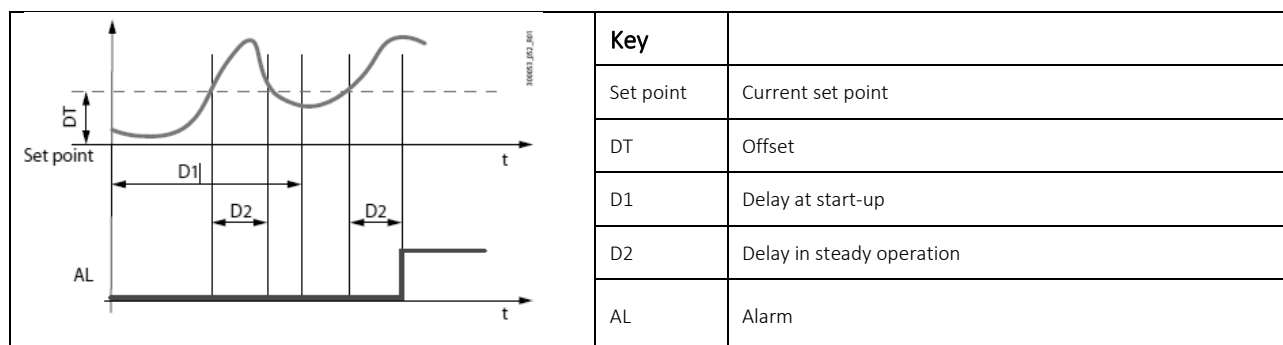 300053_052_R01
DT
Set point
t
D1
D2
D2
AL
t
Key
Set point Current set point
DT Offset
D1 Delay at start-up
D2 Delay in steady operation
AL Alarm